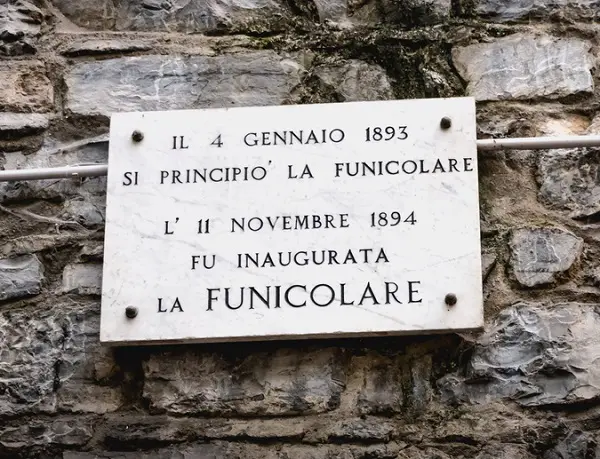 IL 4 GENNAIO 1893
SI PRINCIPIO' LA FUNICOLARE
L' 11 NOVEMBRE 1894
FU INAUGURATA
LA FUNICOLARE